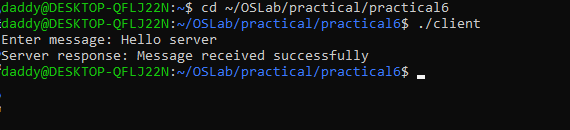 daddy@DESKTOP-QFLJ22N:~$ cd ~/OSLab/practical/practical6
daddy@DESKTOP-QFLJ22N:~/OSLab/practical/practical6$ ./client
Enter message: Hello server
Server response: Message received successfully
daddy@DESKTOP-QFLJ22N:~/OSLab/practical/practical6$